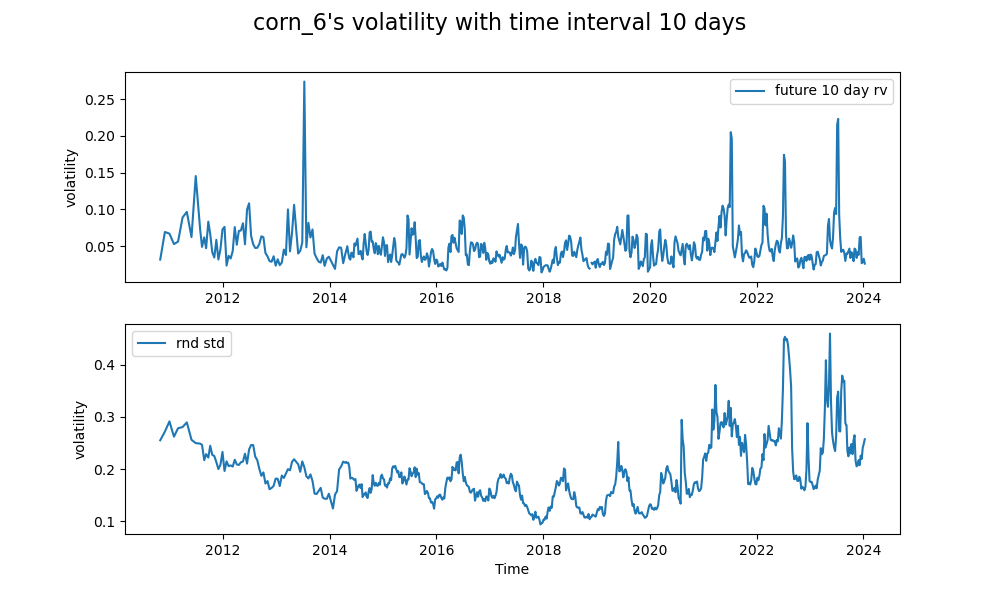 corn_6's volatility with time interval 10 days
future 10 day rv
volatility
0.25
0.20
0.15
0.10
0.05
2012 2014 2016 2018 2020 2022 2024
rnd std
volatility
0.4
0.3
0.2
0.1
2012 2014 2016 2018 2020 2022 2024
Time